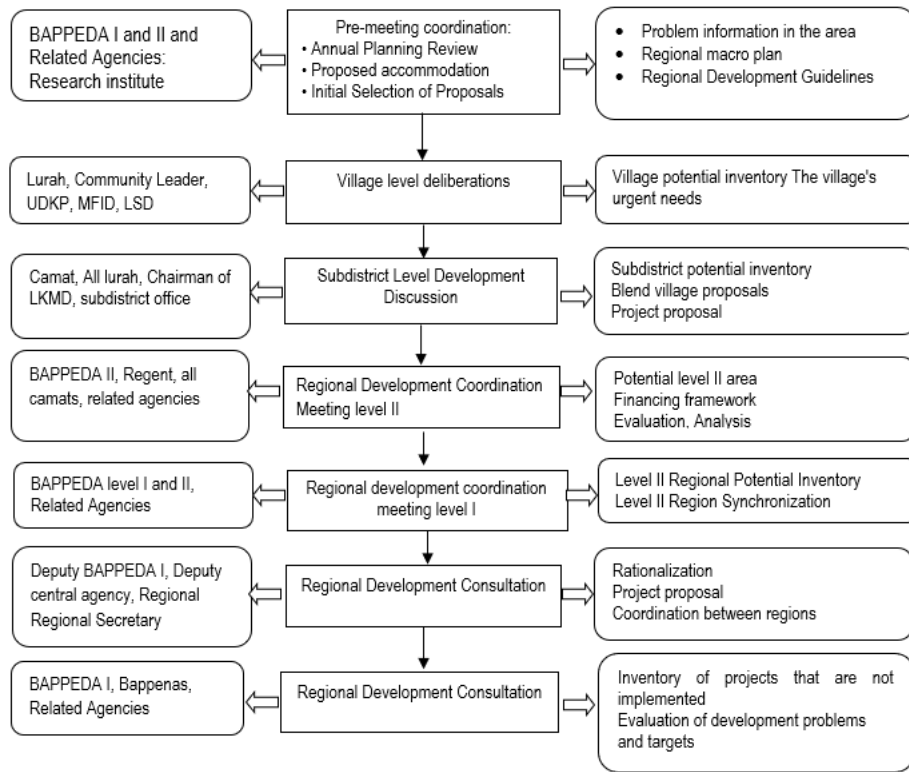 BAPPEDA I and II and
Related Agencies:
Research institute
Pre-meeting coordination:
• Annual Planning Review
• Proposed accommodation
• Initial Selection of Proposals
• Problem information in the area
• Regional macro plan
• Regional Development Guidelines
Lurah, Community Leader,
UDKP, MFID, LSD
Village level deliberations
Village potential inventory The village's
urgent needs
Camat, All lurah, Chairman of
LKMD, subdistrict office
Subdistrict Level Development
Discussion
Subdistrict potential inventory
Blend village proposals
Project proposal
BAPPEDA II, Regent, all
camats, related agencies
Regional Development Coordination
Meeting level II
Potential level II area
Financing framework
Evaluation, Analysis
BAPPEDA level I and II,
Related Agencies
Regional development coordination
meeting level I
Level II Regional Potential Inventory
Level II Region Synchronization
Deputy BAPPEDA I, Deputy
central agency, Regional
Regional Secretary
Regional Development Consultation
Rationalization
Project proposal
Coordination between regions
BAPPEDA I, Bappenas,
Related Agencies
Regional Development Consultation
Inventory of projects that are not
implemented
Evaluation of development problems
and targets